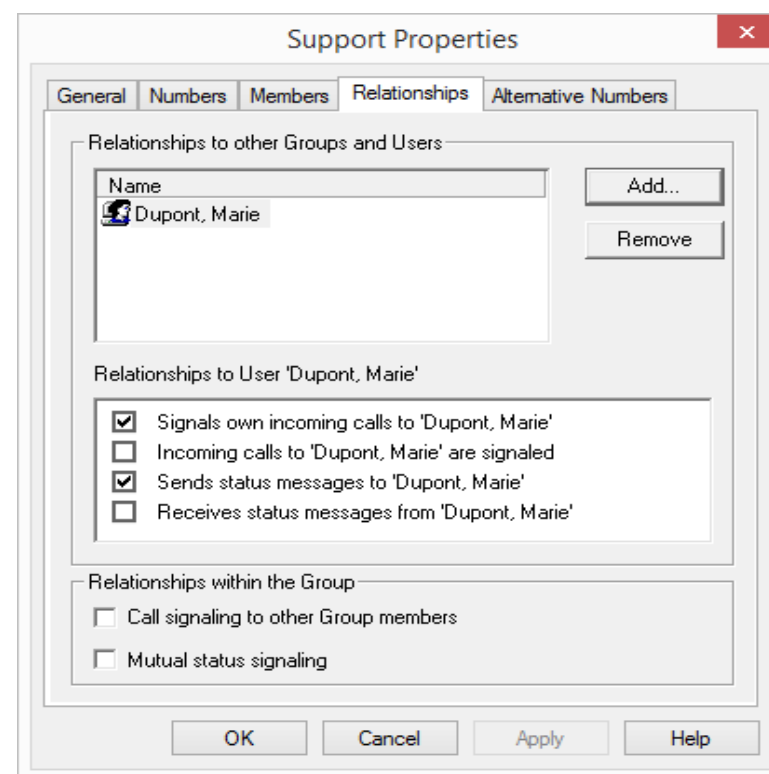 Support Properties
General Numbers Members Relationships Alternative Numbers
Relationships to other Groups and Users
Name
Add...
Dupont, Marie
Remove
Relationships to User 'Dupont, Marie'
Signals own incoming calls to 'Dupont, Marie'
Incoming calls to 'Dupont, Marie' are signaled
Sends status messages to 'Dupont, Marie'
Receives status messages from 'Dupont, Marie'
Relationships within the Group
Call signaling to other Group members
Mutual status signaling
OK Cancel Apply Help